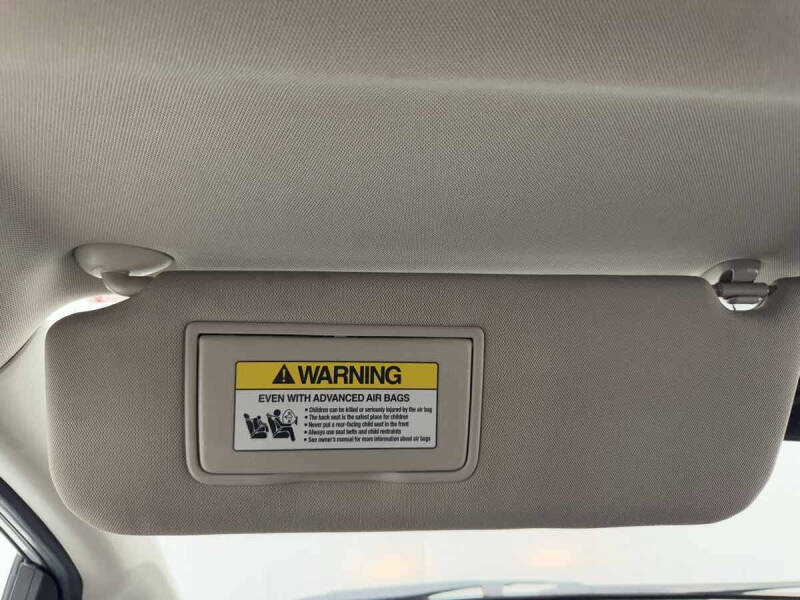 WARNING
EVEN WITH ADVANCED AIR BAGS
• Children can be killed or seriously injured by the air bag
• The back seat is the safest place for children
• Never put a rear-facing child seat in the front
• Always use seat belts and child restraints
• See owner's manual for more information about air bags